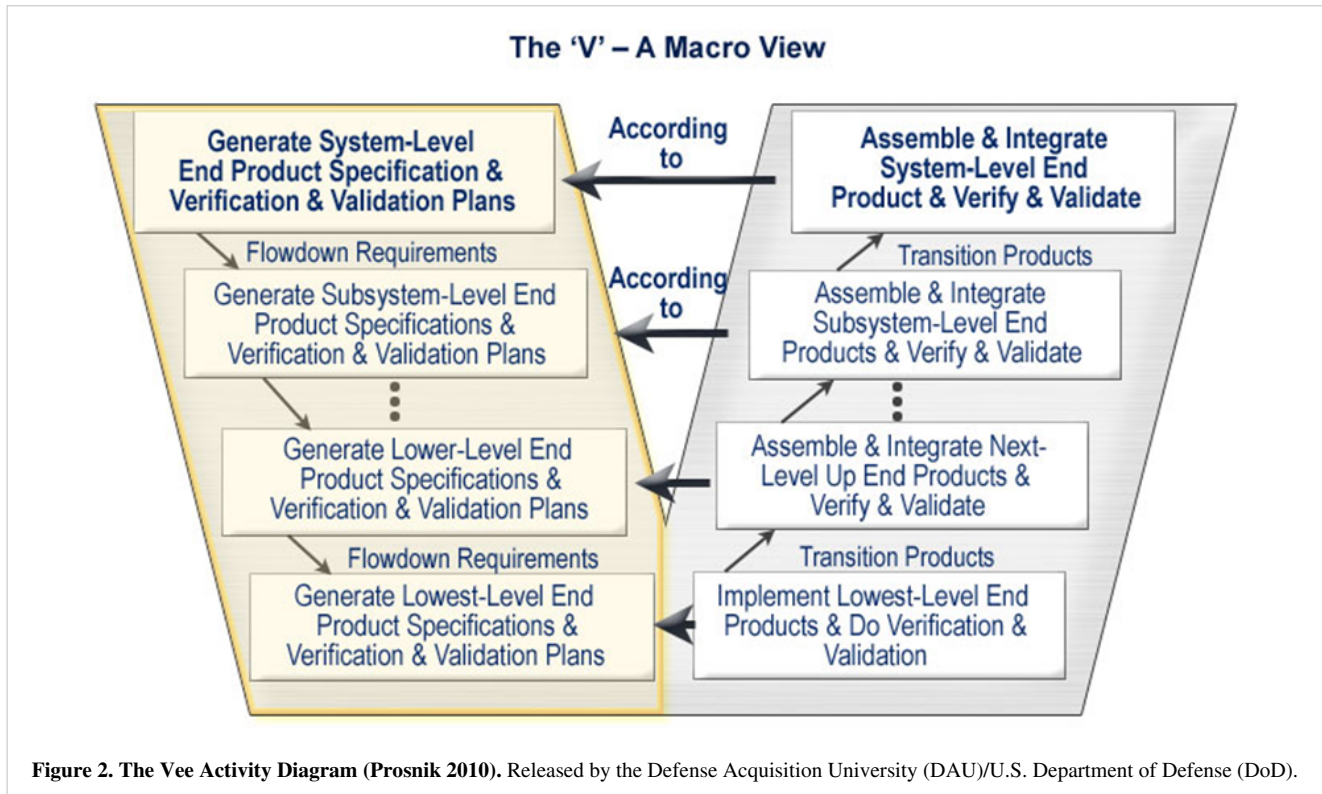 The ‘V’ – A Macro View
Generate System-Level
End Product Specification &
Verification & Validation Plans
According
to
Assemble & Integrate
System-Level End
Product & Verify & Validate
Flowdown Requirements
Transition Products
Generate Subsystem-Level End
Product Specifications &
Verification & Validation Plans
According
to
Assemble & Integrate
Subsystem-Level End
Products & Verify & Validate
Generate Lower-Level End
Product Specifications &
Verification & Validation Plans
Assemble & Integrate Next-
Level Up End Products &
Verify & Validate
Flowdown Requirements
Transition Products
Generate Lowest-Level End
Product Specifications &
Verification & Validation Plans
Implement Lowest-Level End
Products & Do Verification &
Validation
Figure 2. The Vee Activity Diagram (Prosnik 2010). Released by the Defense Acquisition University (DAU)/U.S. Department of Defense (DoD).